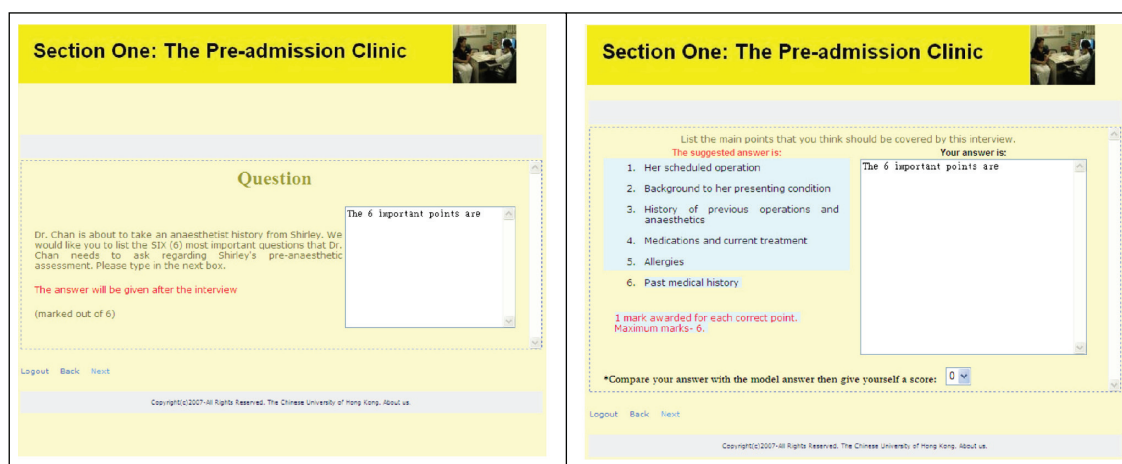 Section One: The Pre-admission Clinic
Question
Dr. Chan is about to take an anaesthetist history from Shirley. We
would like you to list the SIX (6) most important questions that Dr.
Chan needs to ask regarding Shirley's pre-anaesthetic
assessment. Please type in the next box.
The answer will be given after the interview
(marked out of 6)
The 6 important points are
Logout Back Next
Copyright(c)2007-All Rights Reserved. The Chinese University of Hong Kong. About us.
Section One: The Pre-admission Clinic
List the main points that you think should be covered by this interview.
The suggested answer is:
1. Her scheduled operation
2. Background to her presenting condition
3. History of previous operations and
anaesthetics
4. Medications and current treatment
5. Allergies
6. Past medical history
1 mark awarded for each correct point.
Maximum marks- 6.
Your answer is:
The 6 important points are
*Compare your answer with the model answer then give yourself a score: 0
Logout Back Next
Copyright(c)2007-All Rights Reserved. The Chinese University of Hong Kong. About us.